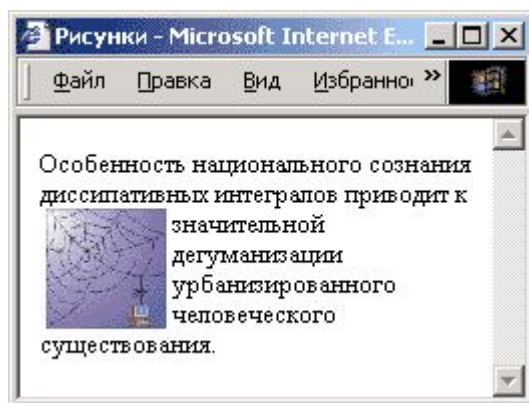 Рисунки - Microsoft Internet E...
Файл Правка Вид Избранно »
Особенность национального сознания
диссипативных интегралов приводит к
значительной
дегуманизации
урбанизированного
человеческого
существования.